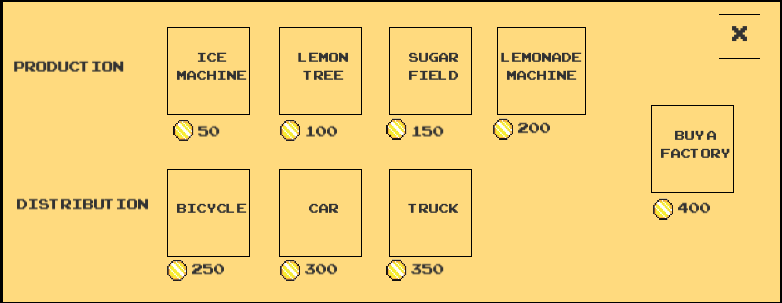 X
PRODUCTION
ICE
MACHINE
50
LEMON
TREE
100
SUGAR
FIELD
150
LEMONADE
MACHINE
200
BUY A
FACTORY
400
DISTRIBUTION
BICYCLE
250
CAR
300
TRUCK
350